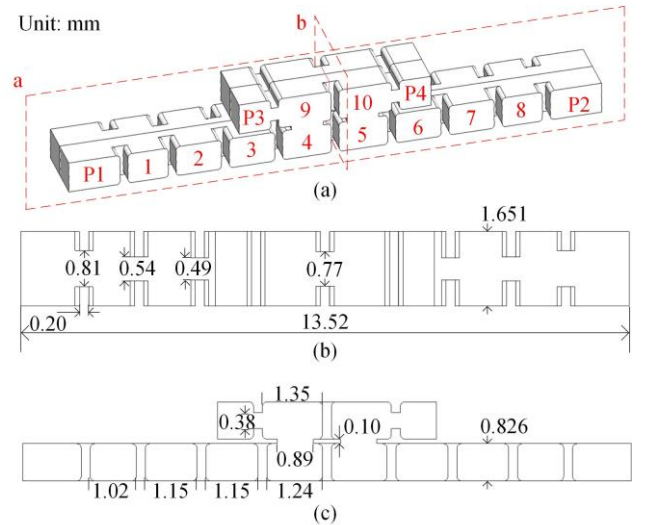 Unit: mm
b
a
P3 9 10 P4
4 5 6 7 8 P2
P1 1 2 3
(a)
1.651
0.81 0.54 0.49 0.77
0.20
13.52
(b)
1.35
0.38 0.10 0.826
0.89
1.02 1.15 1.15 1.24
(c)